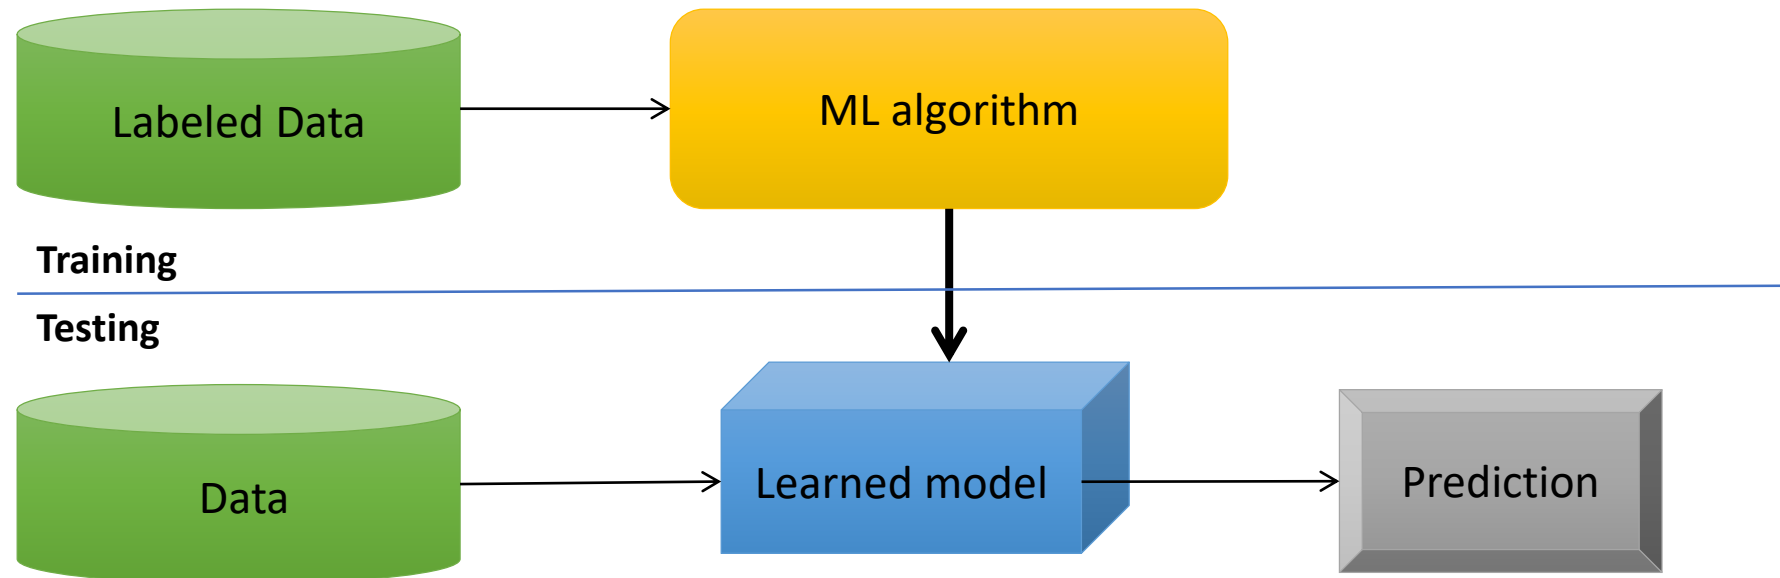 Labeled Data
ML algorithm
Training
Testing
Data
Learned model
Prediction